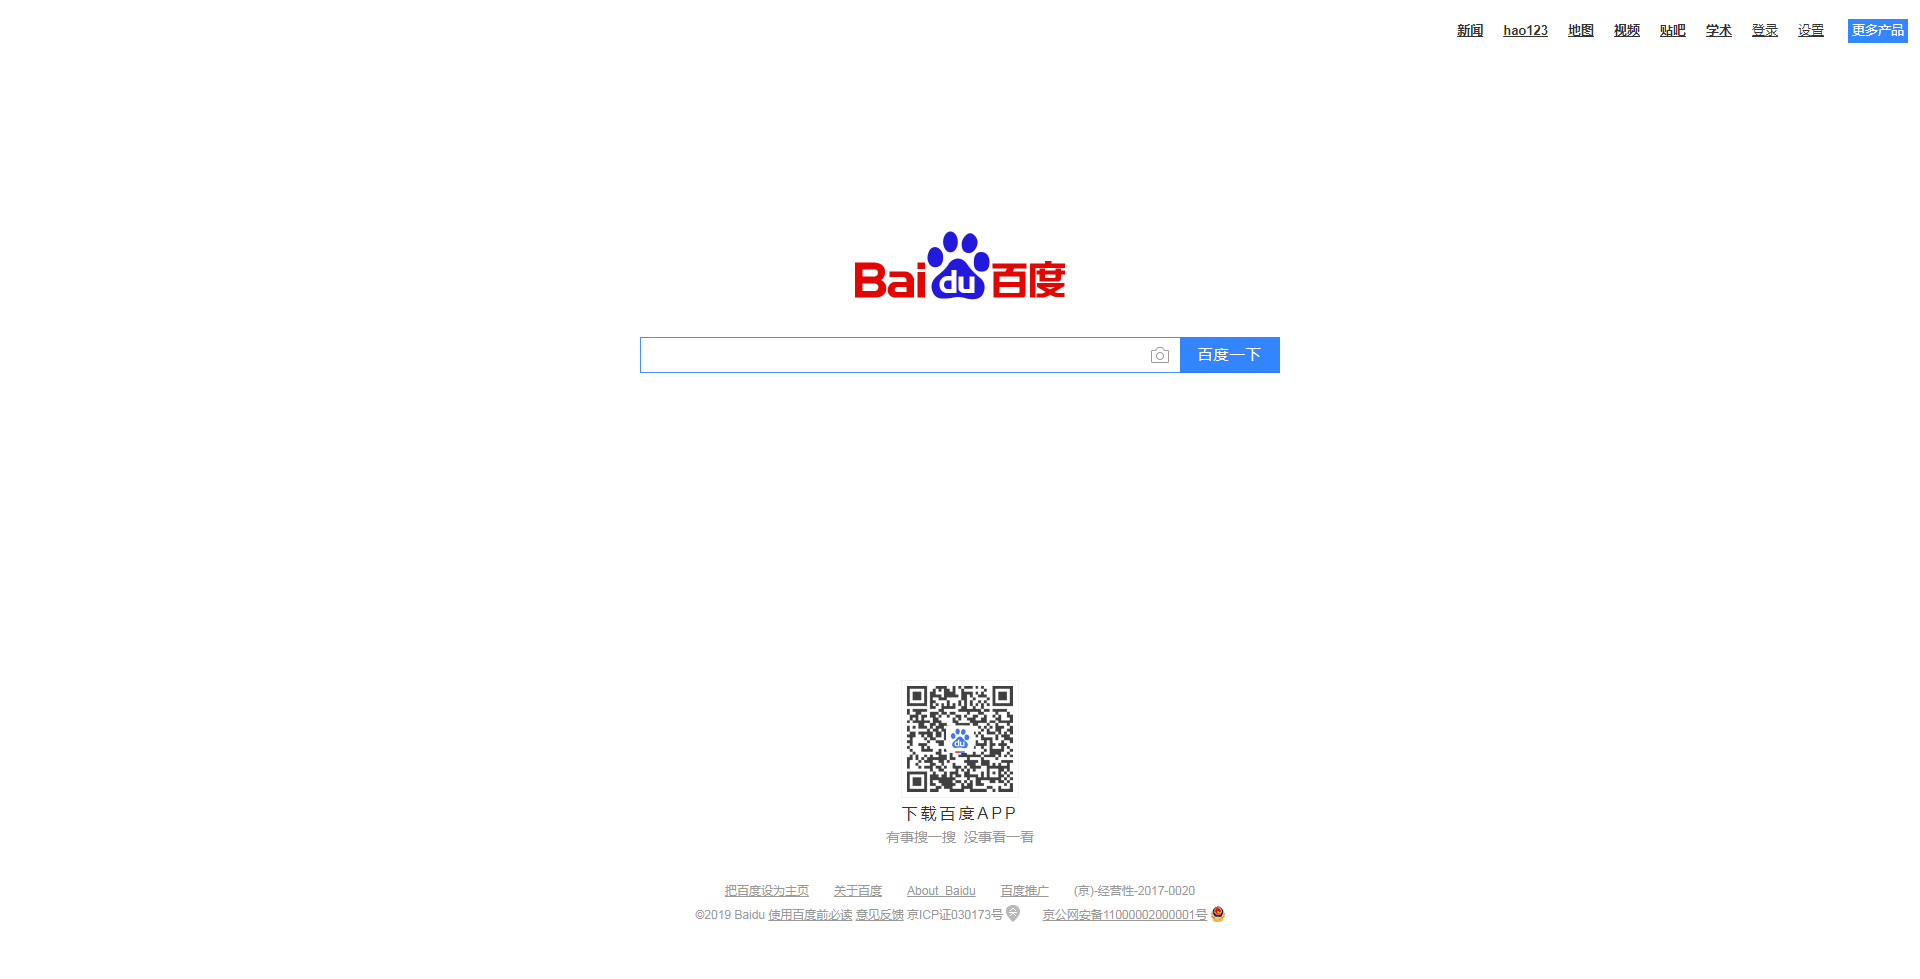 新闻 hao123 地图 视频 贴吧 学术 登录 设置 更多产品
Bai du 百度
百度一下
du
下载百度APP
有事搜一搜 没事看一看
把百度设为主页 关于百度 About Baidu 百度推广 (京)-经营性-2017-0020
©2019 Baidu 使用百度前必读 意见反馈 京ICP证030173号 京公网安备11000002000001号